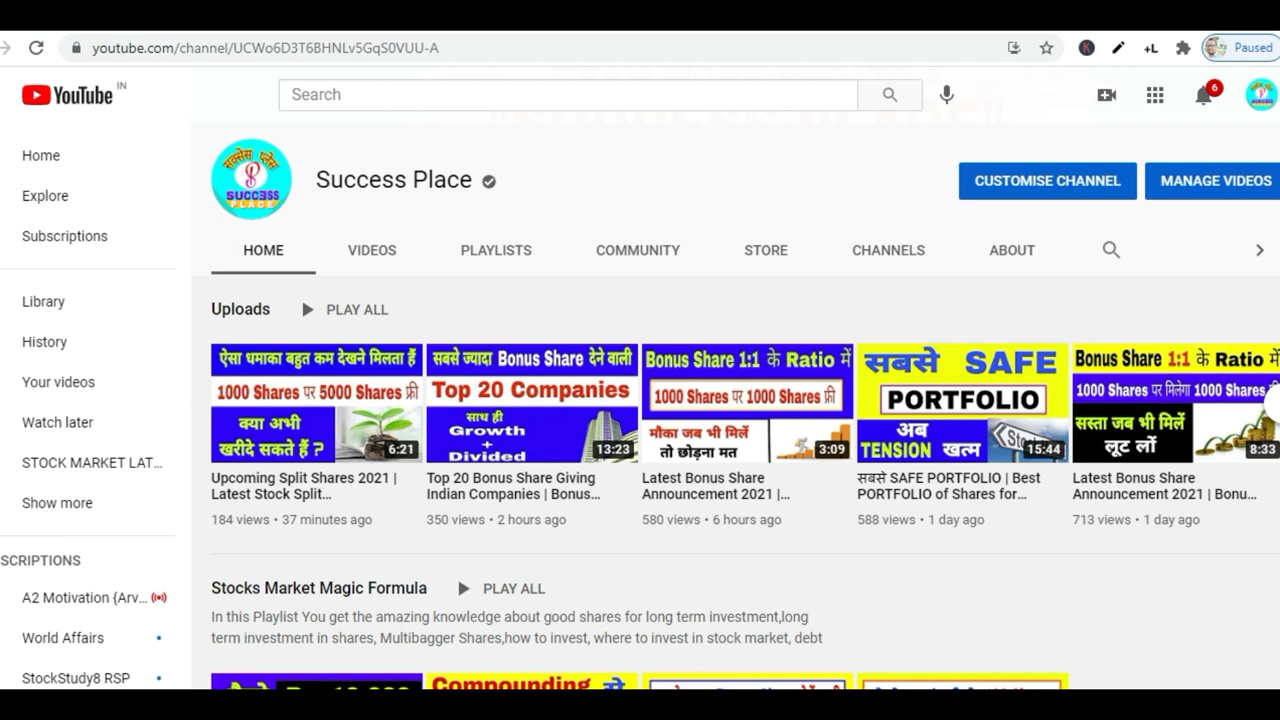 youtube.com/channel/UCWo6D3T6BHNLv5GqS0VUU-A
K
+L
Paused
YouTube IN
Search
6
Home
Explore
Subscriptions
Library
History
Your videos
Watch later
STOCK MARKET LAT...
Show more
SCRIPTIONS
A2 Motivation {Arv...
World Affairs
StockStudy8 RSP
सक्सेस प्लेस
SUCCESS
PLACE
Success Place
CUSTOMISE CHANNEL
MANAGE VIDEOS
HOME
VIDEOS
PLAYLISTS
COMMUNITY
STORE
CHANNELS
ABOUT
Uploads
PLAY ALL
ऐसा धमाका बहुत कम देखने मिलता हैं
1000 Shares पर 5000 Shares फ्री
क्या अभी
खरीदे सकते हैं ?
6:21
Upcoming Split Shares 2021 |
Latest Stock Split...
184 views • 37 minutes ago
सबसे ज्यादा Bonus Share देने वाली
Top 20 Companies
साथ ही
Growth
+
Divided
13:23
Top 20 Bonus Share Giving
Indian Companies | Bonus...
350 views • 2 hours ago
Bonus Share 1:1 के Ratio में
1000 Shares पर 1000 Shares फ्री
मौका जब भी मिलें
तो छोड़ना मत
3:09
Latest Bonus Share
Announcement 2021 |...
580 views • 6 hours ago
सबसे SAFE
PORTFOLIO
अब
TENSION खत्म
15:44
सबसे SAFE PORTFOLIO | Best
PORTFOLIO of Shares for...
588 views • 1 day ago
Bonus Share 1:1 के Ratio में
1000 Shares पर मिलेगा 1000 Shares
सस्ता जब भी मिलें
लूट लों
8:33
Latest Bonus Share
Announcement 2021 | Bonu...
713 views • 1 day ago
Stocks Market Magic Formula
PLAY ALL
In this Playlist You get the amazing knowledge about good shares for long term investment,long
term investment in shares, Multibagger Shares,how to invest, where to invest in stock market, debt
Compounding से